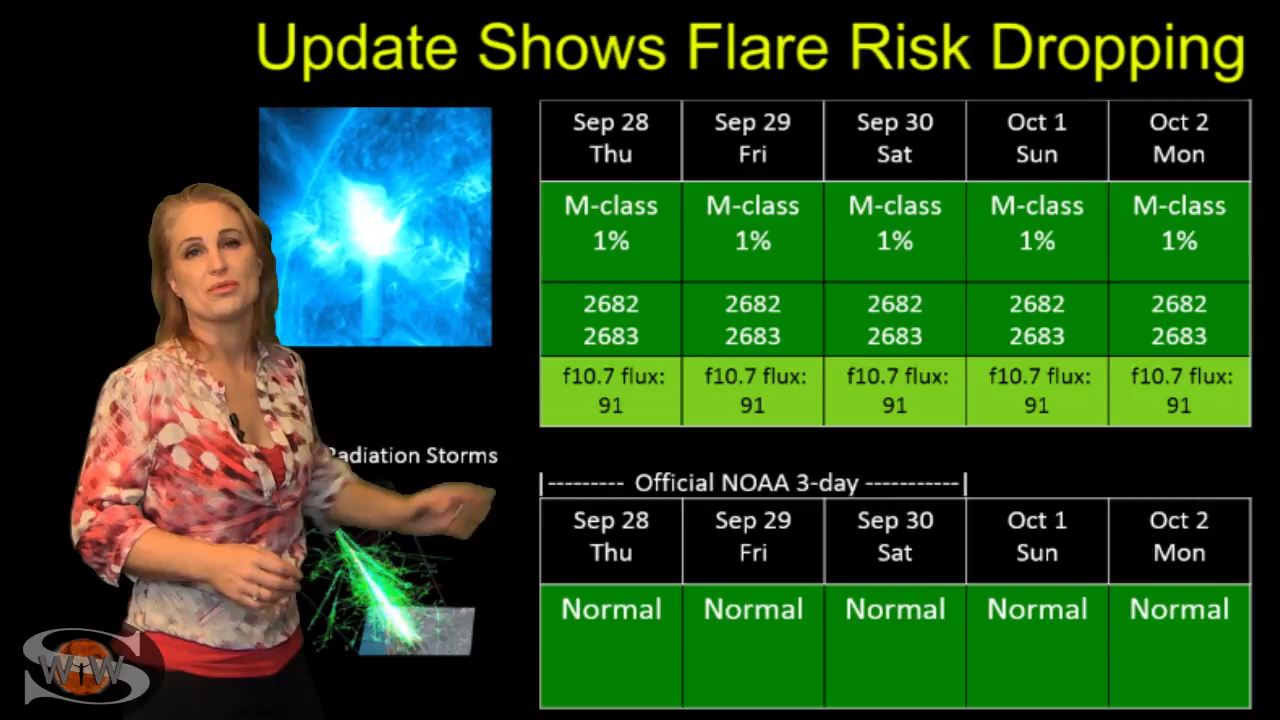 Update Shows Flare Risk Dropping
Sep 28 Sep 29 Sep 30 Oct 1 Oct 2
Thu Fri Sat Sun Mon
M-class M-class M-class M-class M-class
1% 1% 1% 1% 1%
2682 2682 2682 2682 2682
2683 2683 2683 2683 2683
f10.7 flux: f10.7 flux: f10.7 flux: f10.7 flux: f10.7 flux:
91 91 91 91 91
Radiation Storms
|--------- Official NOAA 3-day -----------|
Sep 28 Sep 29 Sep 30 Oct 1 Oct 2
Thu Fri Sat Sun Mon
Normal Normal Normal Normal Normal
S
WTW